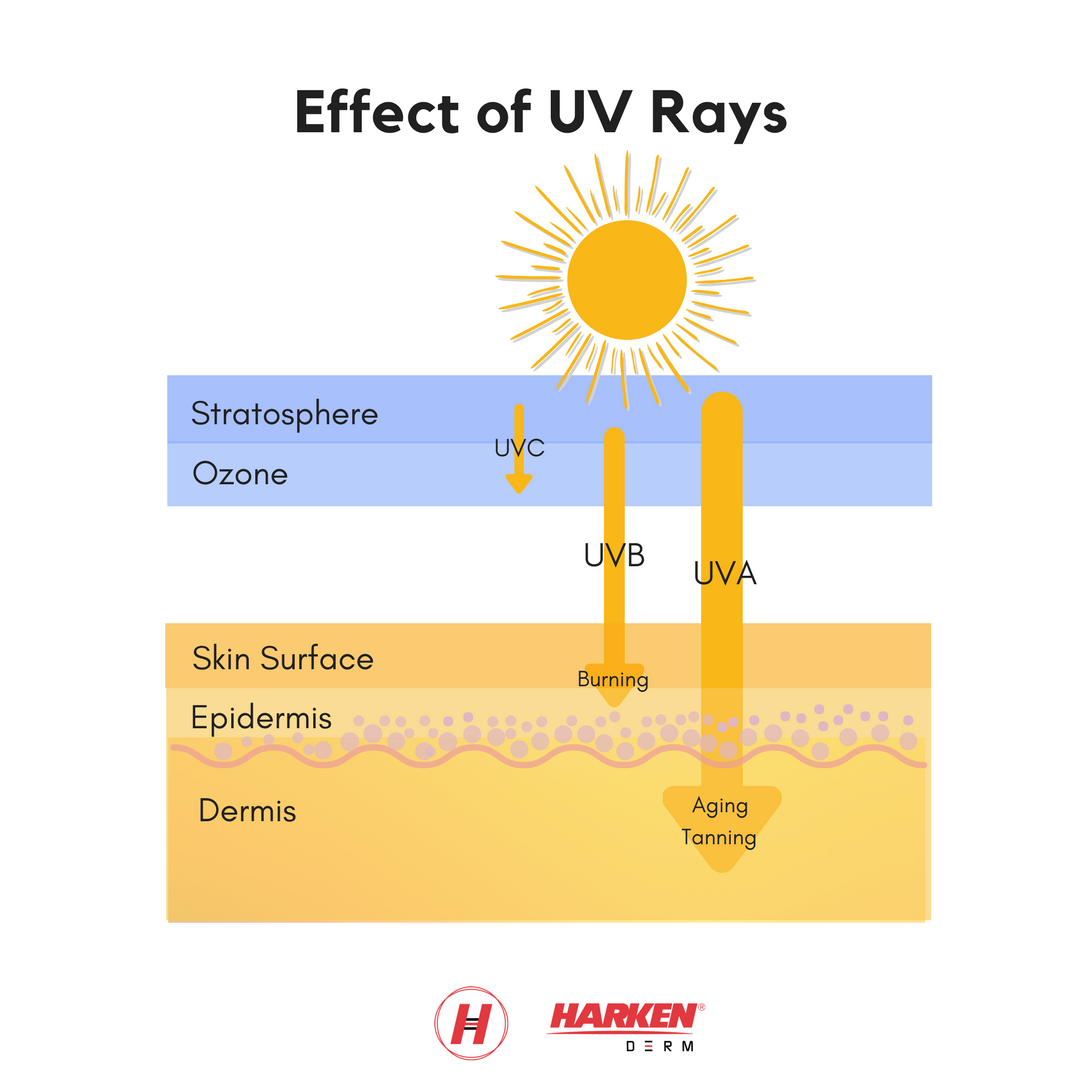 Effect of UV Rays
Stratosphere
UVC
Ozone
UVB
UVA
Skin Surface
Burning
Epidermis
Dermis
Aging
Tanning
H
HARKEN®
DERM